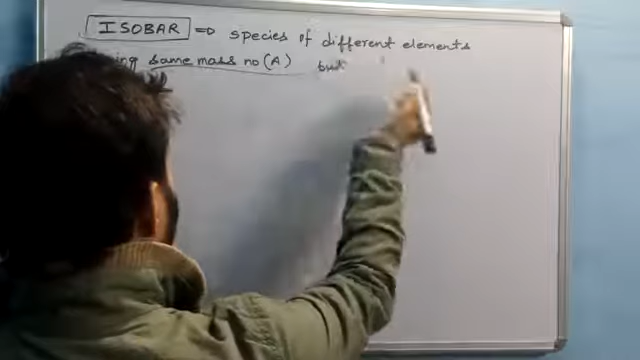 ISOBAR => species of different elements
same mass no (A) but